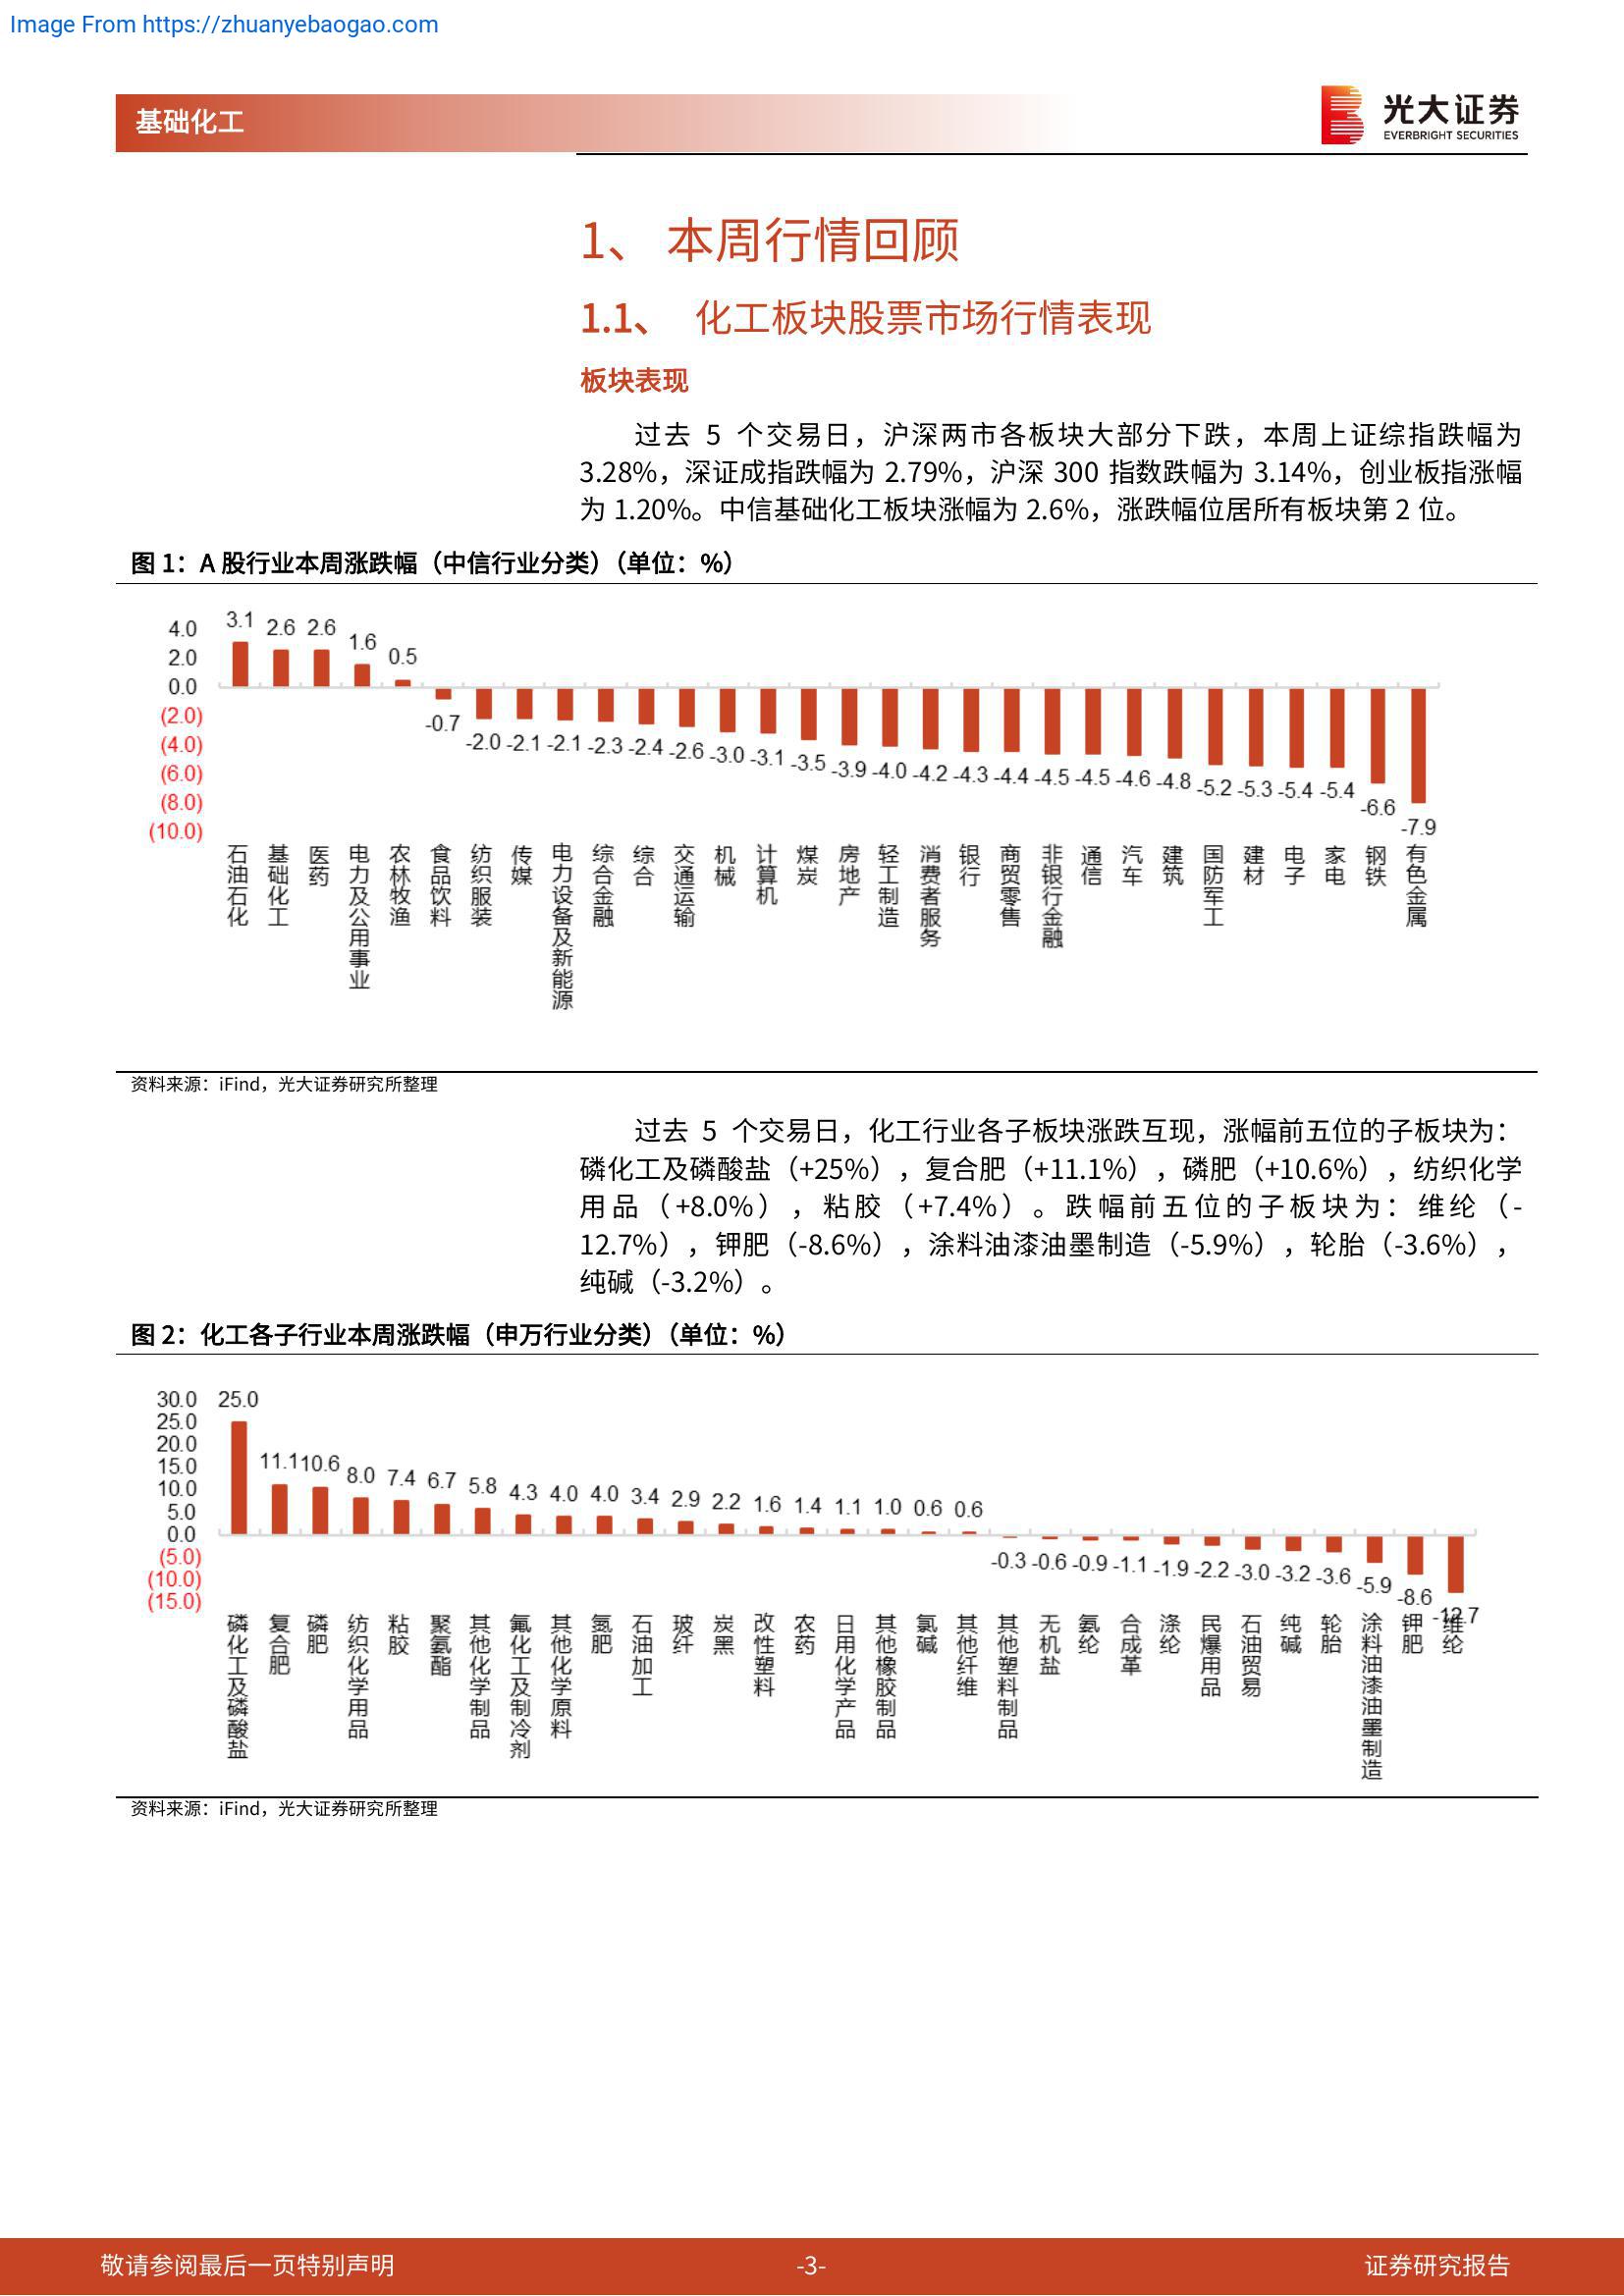 Image From https://zhuanyebaogao.com
基础化工
光大证券
EVERBRIGHT SECURITIES
1、 本周行情回顾
1.1、 化工板块股票市场行情表现
板块表现
过去 5 个交易日，沪深两市各板块大部分下跌，本周上证综指跌幅为
3.28%，深证成指跌幅为 2.79%，沪深 300 指数跌幅为 3.14%，创业板指涨幅
为 1.20%。中信基础化工板块涨幅为 2.6%，涨跌幅位居所有板块第 2 位。
图 1：A 股行业本周涨跌幅（中信行业分类）（单位：%）
4.0
2.0
0.0
(2.0)
(4.0)
(6.0)
(8.0)
(10.0)
3.1 2.6 2.6 1.6 0.5 -0.7 -2.0 -2.1 -2.1 -2.3 -2.4 -2.6 -3.0 -3.1 -3.5 -3.9 -4.0 -4.2 -4.3 -4.4 -4.5 -4.5 -4.6 -4.8 -5.2 -5.3 -5.4 -5.4 -6.6 -7.9
石油石化
基础化工
医药
电力及公用事业
农林牧渔
食品饮料
纺织服装
传媒
电力设备及新能源
综合金融
综合
交通运输
机械
计算机
煤炭
房地产
轻工制造
消费者服务
银行
商贸零售
非银行金融
通信
汽车
建筑
国防军工
建材
电子
家电
钢铁
有色金属
资料来源：iFind，光大证券研究所整理
过去 5 个交易日，化工行业各子板块涨跌互现，涨幅前五位的子板块为：
磷化工及磷酸盐（+25%），复合肥（+11.1%），磷肥（+10.6%），纺织化学
用品（+8.0%），粘胶（+7.4%）。跌幅前五位的子板块为：维纶（-
12.7%），钾肥（-8.6%），涂料油漆油墨制造（-5.9%），轮胎（-3.6%），
纯碱（-3.2%）。
图 2：化工各子行业本周涨跌幅（申万行业分类）（单位：%）
30.0
25.0
20.0
15.0
10.0
5.0
0.0
(5.0)
(10.0)
(15.0)
25.0 11.1 10.6 8.0 7.4 6.7 5.8 4.3 4.0 4.0 3.4 2.9 2.2 1.6 1.4 1.1 1.0 0.6 0.6 -0.3 -0.6 -0.9 -1.1 -1.9 -2.2 -3.0 -3.2 -3.6 -5.9 -8.6 -12.7
磷化工及磷酸盐
复合肥
磷肥
纺织化学用品
粘胶
聚氨酯
其他化学制品
氟化工及制冷剂
其他化学原料
氮肥
石油加工
玻纤
炭黑
改性塑料
农药
日用化学产品
其他橡胶制品
氯碱
其他纤维
其他塑料制品
无机盐
氨纶
合成革
涤纶
民爆用品
石油贸易
纯碱
轮胎
涂料油漆油墨制造
钾肥
维纶
资料来源：iFind，光大证券研究所整理
敬请参阅最后一页特别声明
-3-
证券研究报告